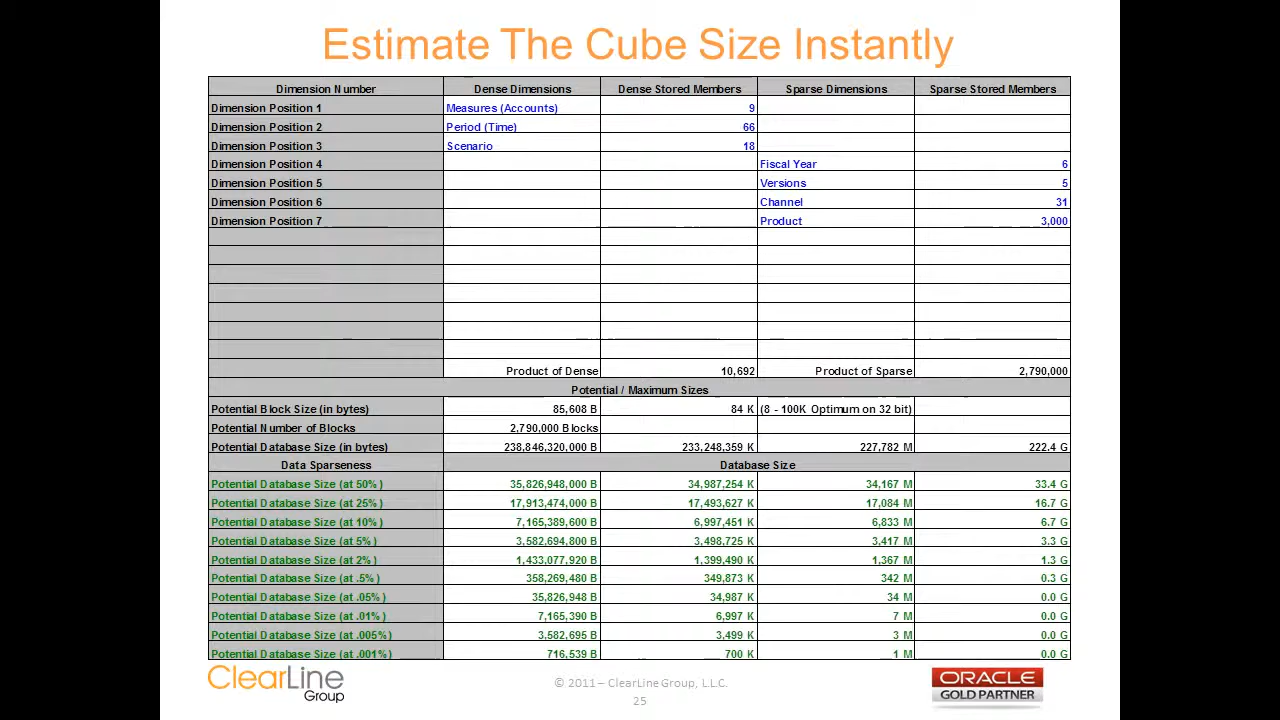 Estimate The Cube Size Instantly
Dimension Number Dense Dimensions Dense Stored Members Sparse Dimensions Sparse Stored Members
Dimension Position 1 Measures (Accounts) 9
Dimension Position 2 Period (Time) 66
Dimension Position 3 Scenario 18
Dimension Position 4 Fiscal Year 6
Dimension Position 5 Versions 5
Dimension Position 6 Channel 31
Dimension Position 7 Product 3,000
Product of Dense 10,692 Product of Sparse 2,790,000
Potential / Maximum Sizes
Potential Block Size (in bytes) 85,608 B 84 K (8 - 100K Optimum on 32 bit)
Potential Number of Blocks 2,790,000 Blocks
Potential Database Size (in bytes) 238,846,320,000 B 233,248,359 K 227,782 M 222.4 G
Data Sparseness Database Size
Potential Database Size (at 50%) 35,826,948,000 B 34,987,254 K 34,167 M 33.4 G
Potential Database Size (at 25%) 17,913,474,000 B 17,493,627 K 17,084 M 16.7 G
Potential Database Size (at 10%) 7,165,389,600 B 6,997,451 K 6,833 M 6.7 G
Potential Database Size (at 5%) 3,582,694,800 B 3,498,725 K 3,417 M 3.3 G
Potential Database Size (at 2%) 1,433,077,920 B 1,399,490 K 1,367 M 1.3 G
Potential Database Size (at .5%) 358,269,480 B 349,873 K 342 M 0.3 G
Potential Database Size (at .05%) 35,826,948 B 34,987 K 34 M 0.0 G
Potential Database Size (at .01%) 7,165,390 B 6,997 K 7 M 0.0 G
Potential Database Size (at .005%) 3,582,695 B 3,499 K 3 M 0.0 G
Potential Database Size (at .001%) 716,539 B 700 K 1 M 0.0 G
ClearLine
Group
© 2011 – ClearLine Group, L.L.C.
25
ORACLE
GOLD PARTNER